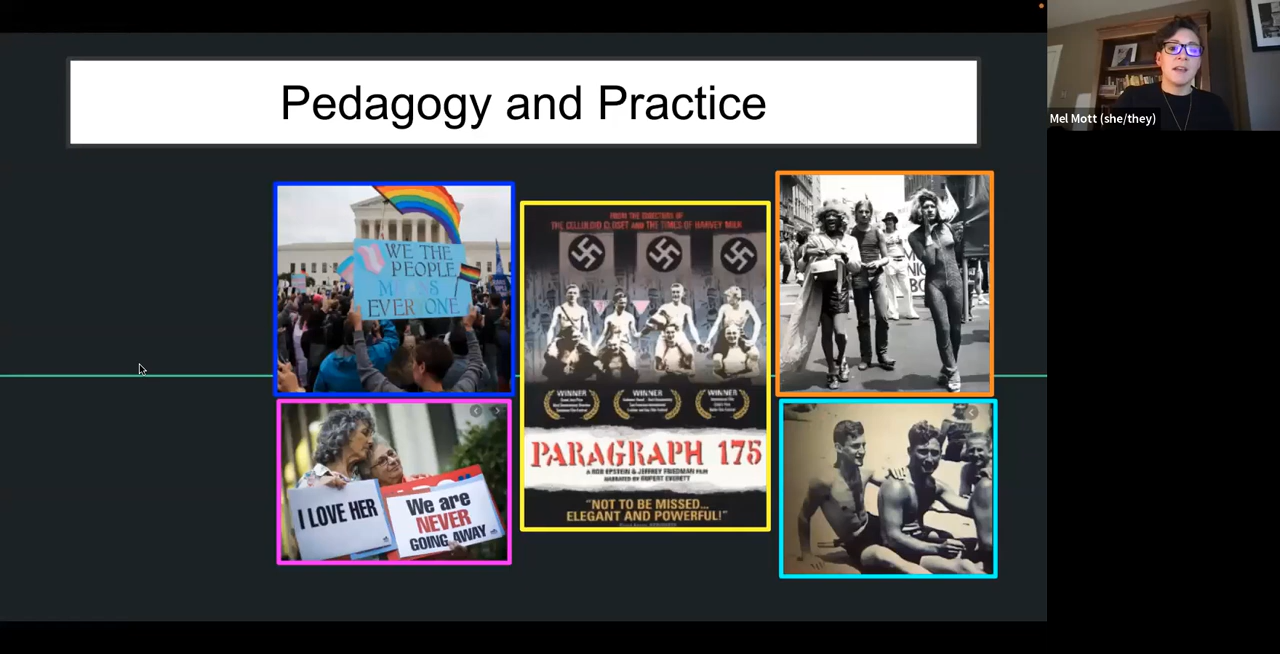 Pedagogy and Practice
Mel Mott (she/they)
WE THE
PEOPLE
MEANS
EVERYONE
FROM THE DIRECTORS OF
THE CELLULOID CLOSET AND THE TIMES OF HARVEY MILK
WINNER
WINNER
WINNER
PARAGRAPH 175
A ROB EPSTEIN & JEFFREY FRIEDMAN FILM
NARRATED BY RUPERT EVERETT
"NOT TO BE MISSED...
ELEGANT AND POWERFUL!"
I LOVE HER
We are
NEVER
GOING AWAY